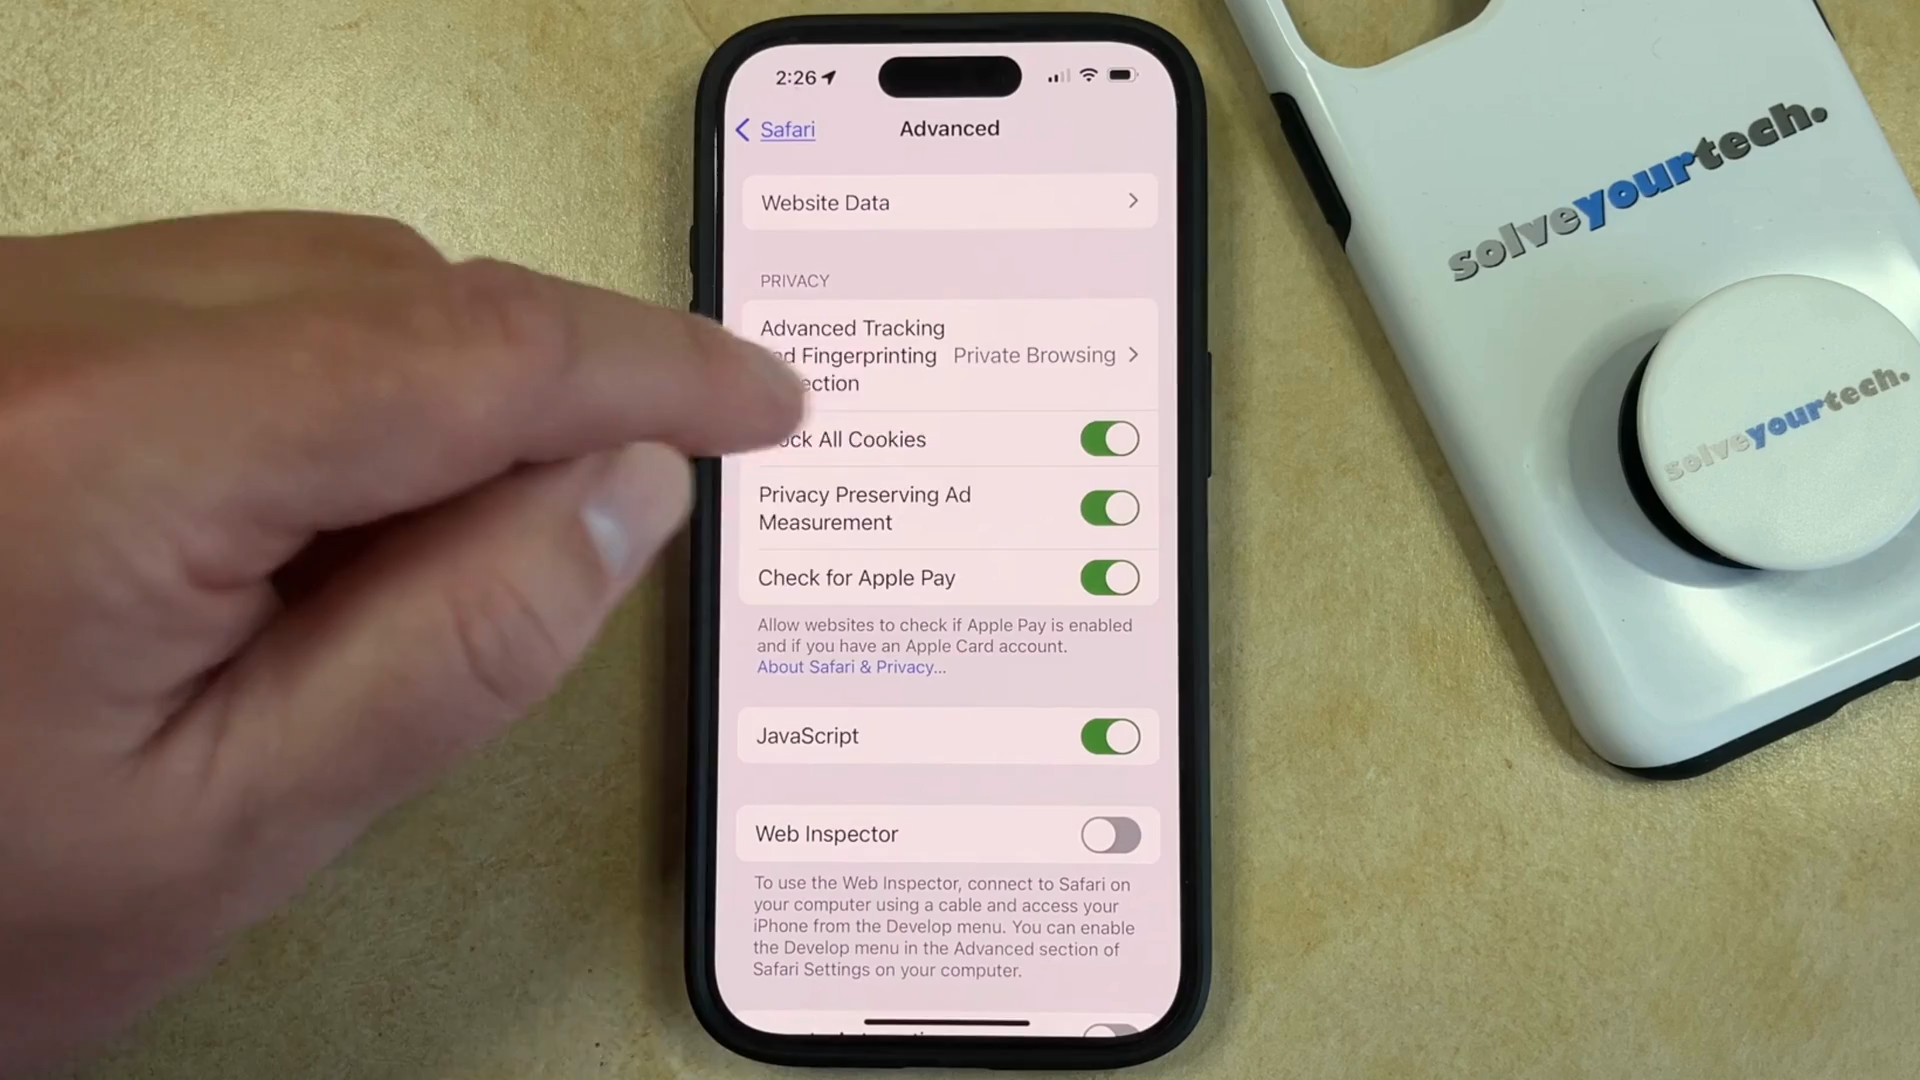 2:26
Safari
Advanced
Website Data
PRIVACY
Advanced Tracking
Fingerprinting
Private Browsing
All Cookies
Privacy Preserving Ad
Measurement
Check for Apple Pay
Allow websites to check if Apple Pay is enabled
and if you have an Apple Card account.
About Safari & Privacy...
JavaScript
Web Inspector
To use the Web Inspector, connect to Safari on
your computer using a cable and access your
iPhone from the Develop menu. You can enable
the Develop menu in the Advanced section of
Safari Settings on your computer.
solveyourtech.
solveyourtech.